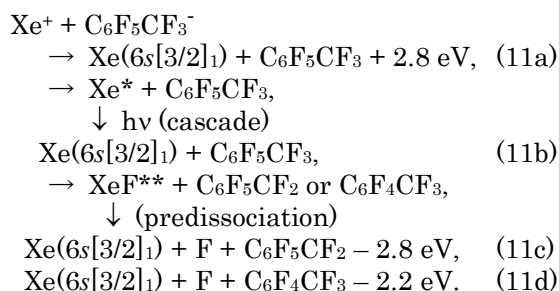 Xe⁺ + C₆F₅CF₃⁻
→ Xe(6s[3/2]₁) + C₆F₅CF₃ + 2.8 eV, (11a)
→ Xe* + C₆F₅CF₃,
↓ hν (cascade)
Xe(6s[3/2]₁) + C₆F₅CF₃, (11b)
→ XeF** + C₆F₅CF₂ or C₆F₄CF₃,
↓ (predissociation)
Xe(6s[3/2]₁) + F + C₆F₅CF₂ – 2.8 eV, (11c)
Xe(6s[3/2]₁) + F + C₆F₄CF₃ – 2.2 eV. (11d)